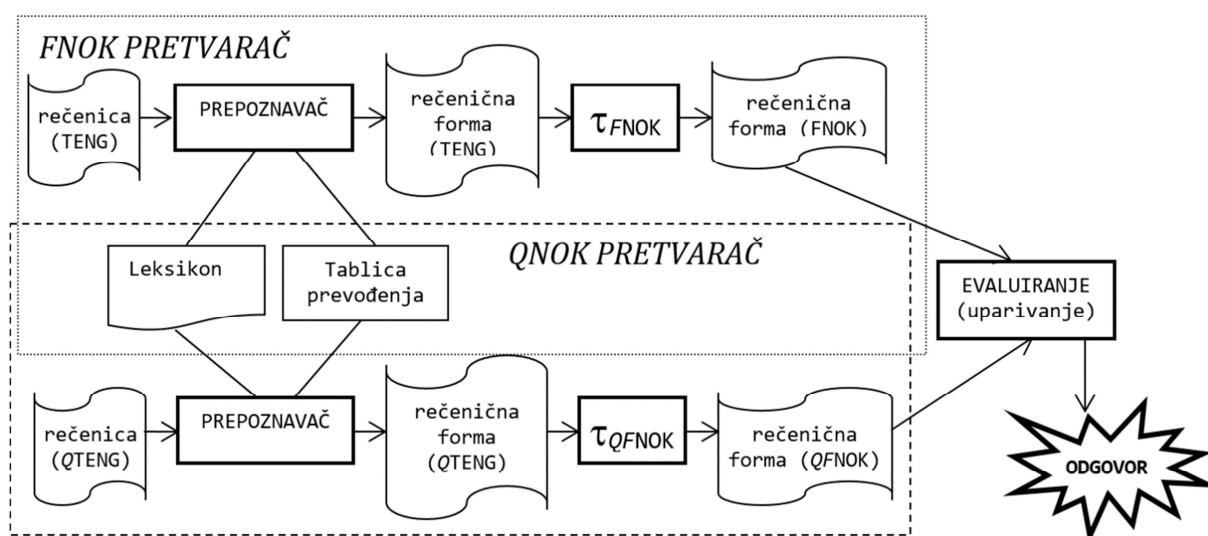 FNOK PRETVARAČ
rečenica
(TENG)
PREPOZNAVAČ
rečenična
forma
(TENG)
τFNOK
rečenična
forma (FNOK)
Leksikon
Tablica
prevođenja
QNOK PRETVARAČ
EVALUIRANJE
(uparivanje)
rečenica
(QTENG)
PREPOZNAVAČ
rečenična
forma
(QTENG)
τQFNOK
rečenična
forma (QFNOK)
ODGOVOR